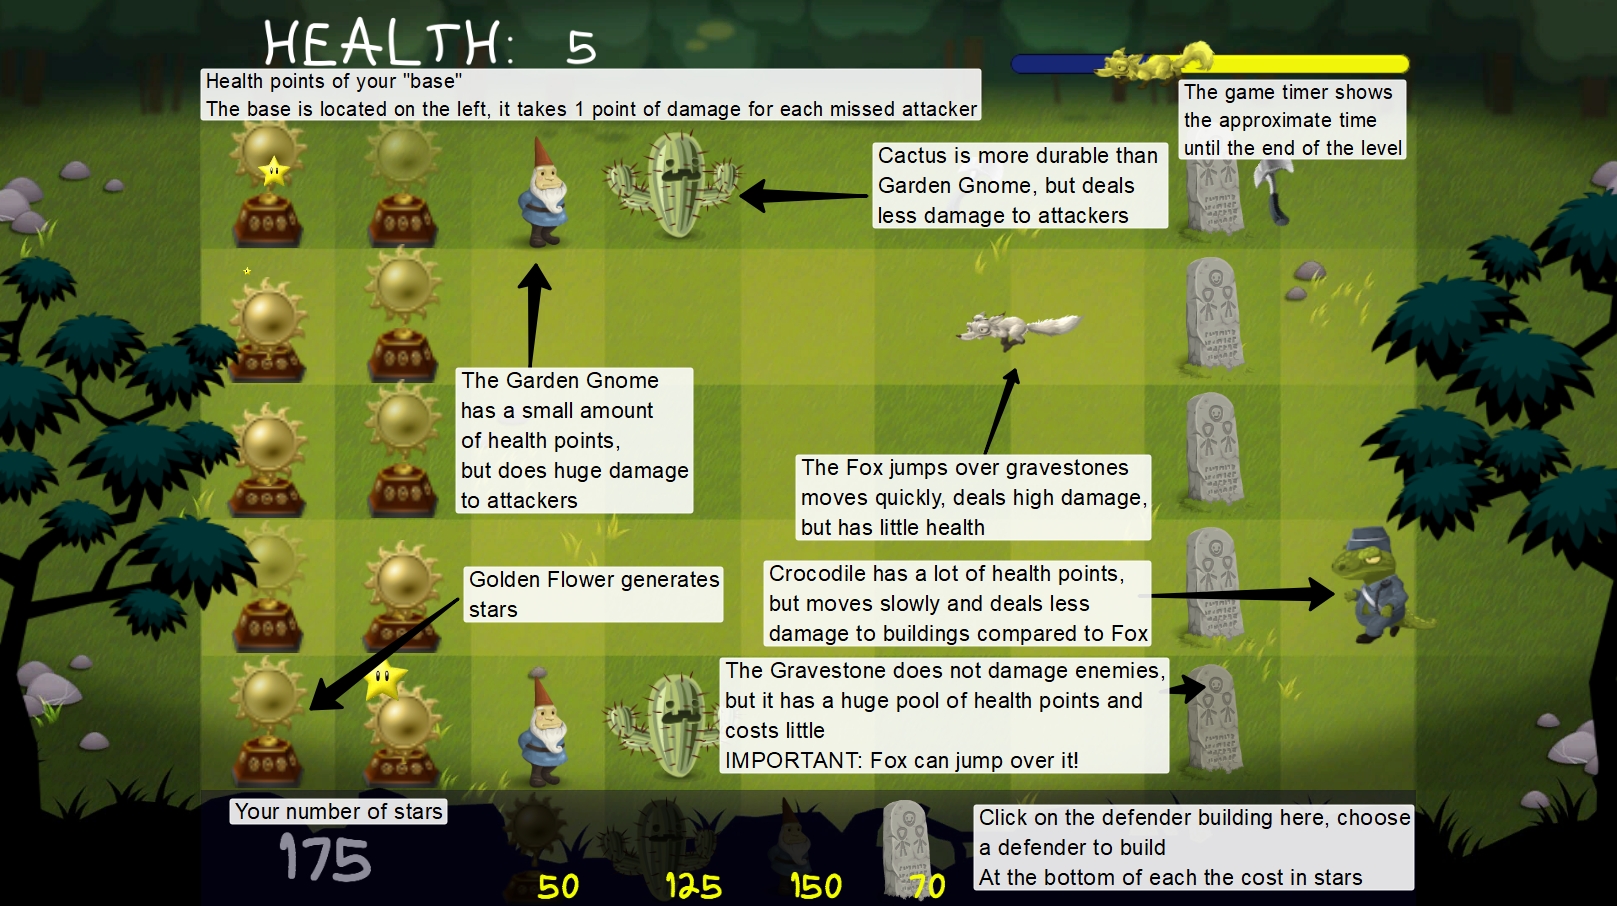 HEALTH: 5
Health points of your "base"
The base is located on the left, it takes 1 point of damage for each missed attacker
The game timer shows
the approximate time
until the end of the level
Cactus is more durable than
Garden Gnome, but deals
less damage to attackers
The Garden Gnome
has a small amount
of health points,
but does huge damage
to attackers
The Fox jumps over gravestones
moves quickly, deals high damage,
but has little health
Golden Flower generates
stars
Crocodile has a lot of health points,
but moves slowly and deals less
damage to buildings compared to Fox
The Gravestone does not damage enemies,
but it has a huge pool of health points and
costs little
IMPORTANT: Fox can jump over it!
Your number of stars
175
50
125
150
70
Click on the defender building here, choose
a defender to build
At the bottom of each the cost in stars